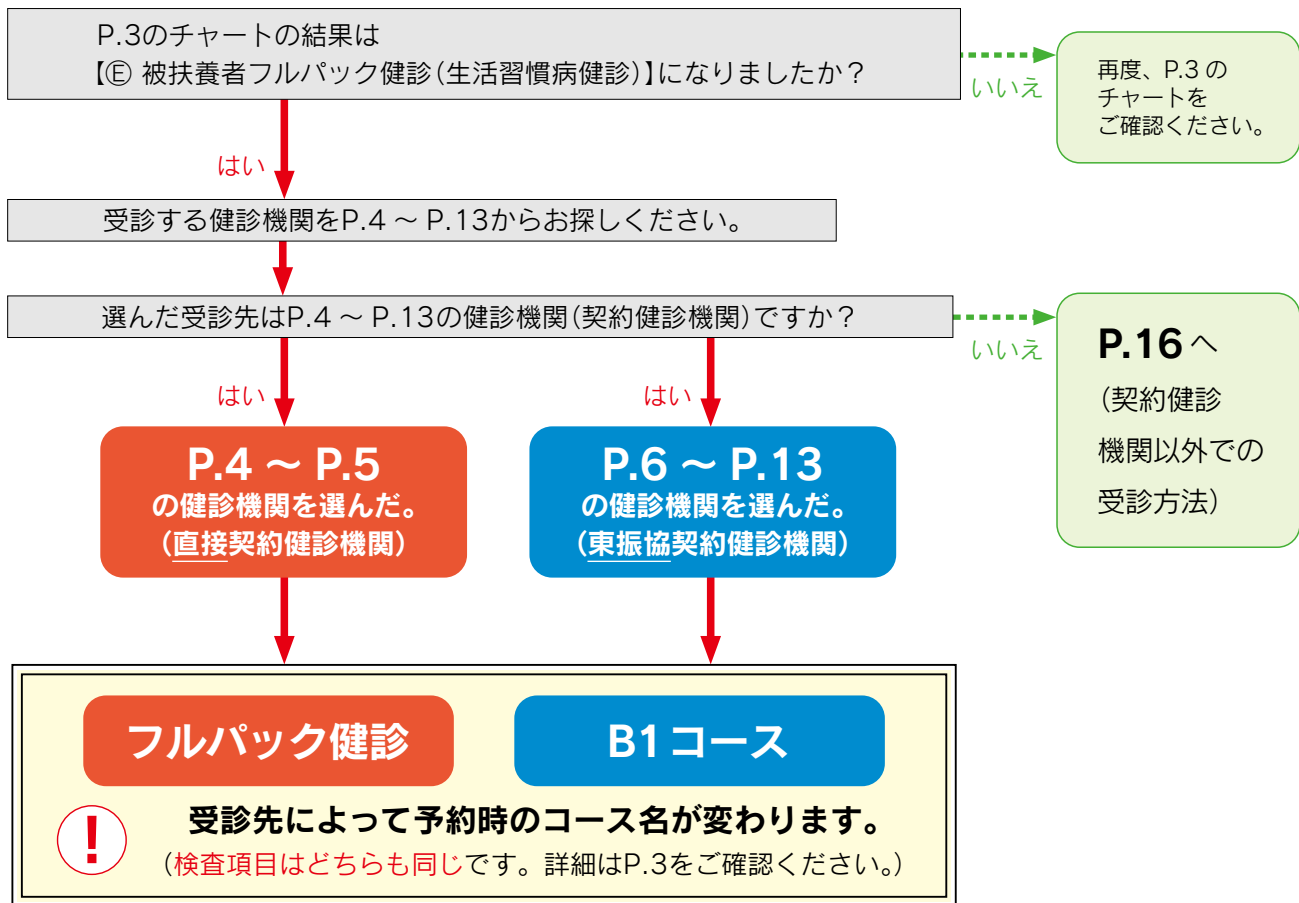 P.3のチャートの結果は
【Ⓔ 被扶養者フルパック健診(生活習慣病健診)】になりましたか？
いいえ
再度、P.3 の
チャートを
ご確認ください。
はい
受診する健診機関をP.4 ～ P.13からお探しください。
選んだ受診先はP.4 ～ P.13の健診機関(契約健診機関)ですか？
いいえ
P.16 へ
(契約健診
機関以外での
受診方法)
はい
はい
P.4 ～ P.5
の健診機関を選んだ。
(直接契約健診機関)
P.6 ～ P.13
の健診機関を選んだ。
(東振協契約健診機関)
フルパック健診
B1コース
!
受診先によって予約時のコース名が変わります。
(検査項目はどちらも同じです。詳細はP.3をご確認ください。)